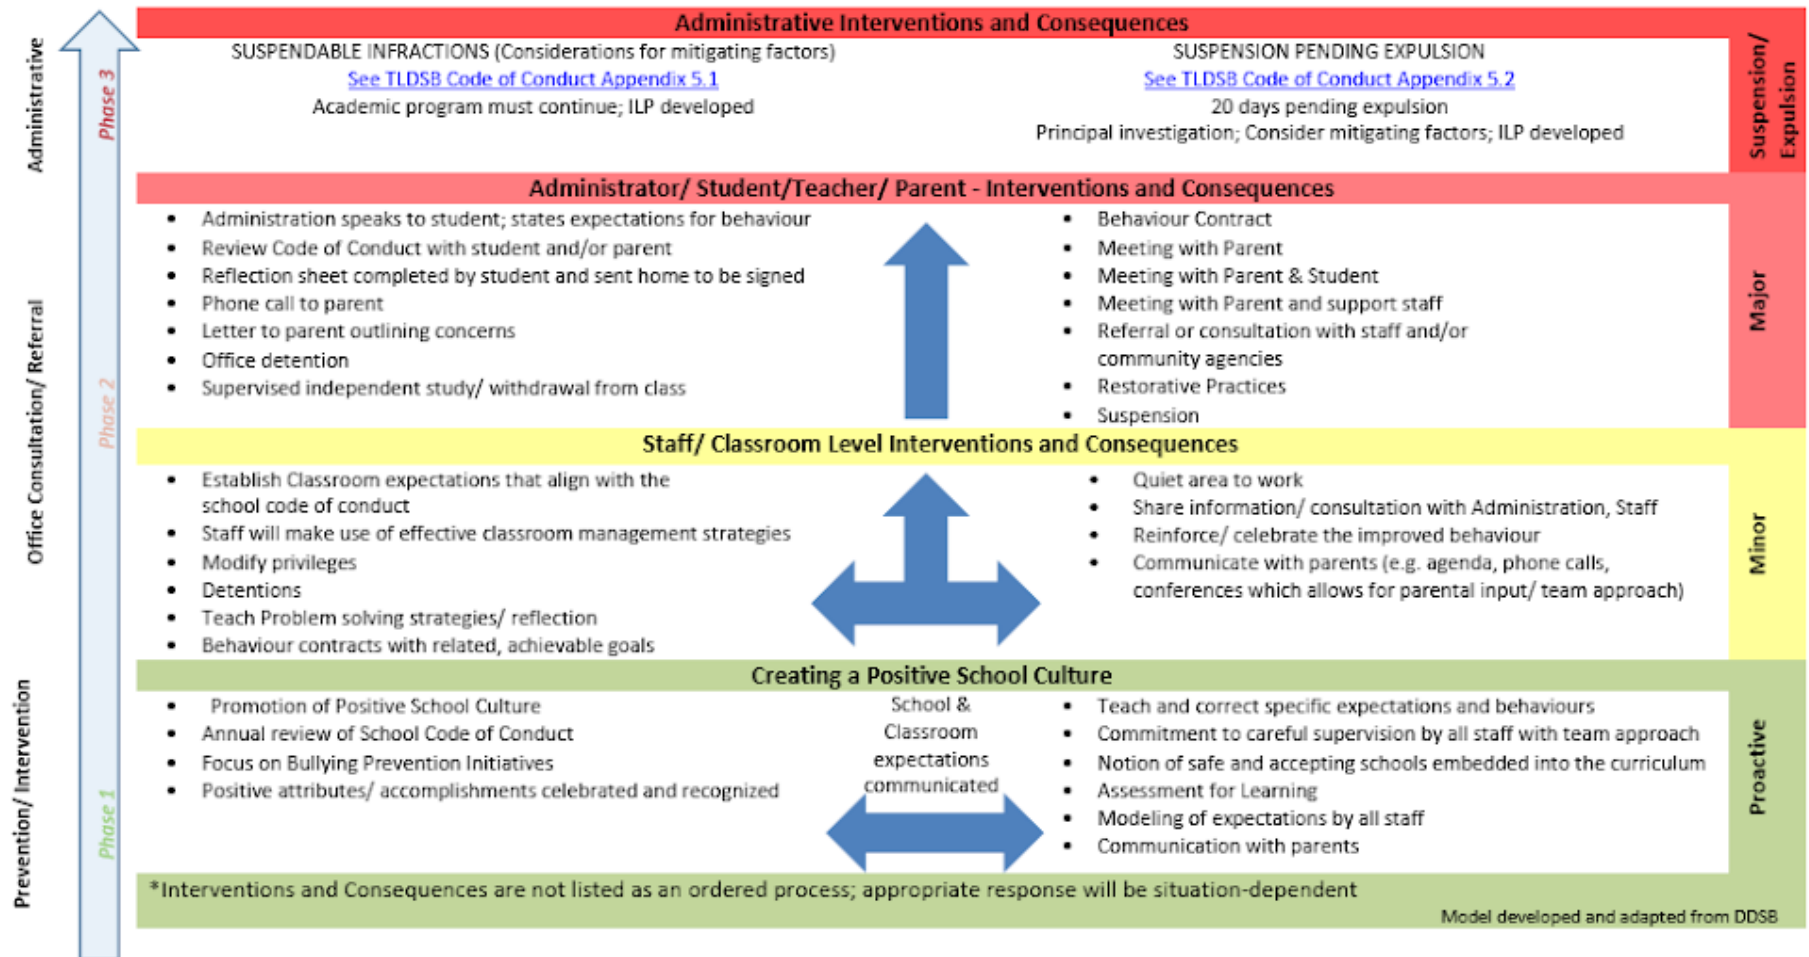 Administrative Interventions and Consequences
SUSPENDABLE INFRACTIONS (Considerations for mitigating factors)
See TLDSB Code of Conduct Appendix 5.1
Academic program must continue; ILP developed
SUSPENSION PENDING EXPULSION
See TLDSB Code of Conduct Appendix 5.2
20 days pending expulsion
Principal investigation; Consider mitigating factors; ILP developed
Suspension/
Expulsion
Administrative
Phase 3
Administrator/ Student/Teacher/ Parent - Interventions and Consequences
• Administration speaks to student; states expectations for behaviour
• Review Code of Conduct with student and/or parent
• Reflection sheet completed by student and sent home to be signed
• Phone call to parent
• Letter to parent outlining concerns
• Office detention
• Supervised independent study/ withdrawal from class
• Behaviour Contract
• Meeting with Parent
• Meeting with Parent & Student
• Meeting with Parent and support staff
• Referral or consultation with staff and/or
community agencies
• Restorative Practices
• Suspension
Major
Office Consultation/ Referral
Phase 2
Staff/ Classroom Level Interventions and Consequences
• Establish Classroom expectations that align with the
school code of conduct
• Staff will make use of effective classroom management strategies
• Modify privileges
• Detentions
• Teach Problem solving strategies/ reflection
• Behaviour contracts with related, achievable goals
• Quiet area to work
• Share information/ consultation with Administration, Staff
• Reinforce/ celebrate the improved behaviour
• Communicate with parents (e.g. agenda, phone calls,
conferences which allows for parental input/ team approach)
Minor
Creating a Positive School Culture
• Promotion of Positive School Culture
• Annual review of School Code of Conduct
• Focus on Bullying Prevention Initiatives
• Positive attributes/ accomplishments celebrated and recognized
School &
Classroom
expectations
communicated
• Teach and correct specific expectations and behaviours
• Commitment to careful supervision by all staff with team approach
• Notion of safe and accepting schools embedded into the curriculum
• Assessment for Learning
• Modeling of expectations by all staff
• Communication with parents
Proactive
Prevention/ Intervention
Phase 1
*Interventions and Consequences are not listed as an ordered process; appropriate response will be situation-dependent
Model developed and adapted from DDSB